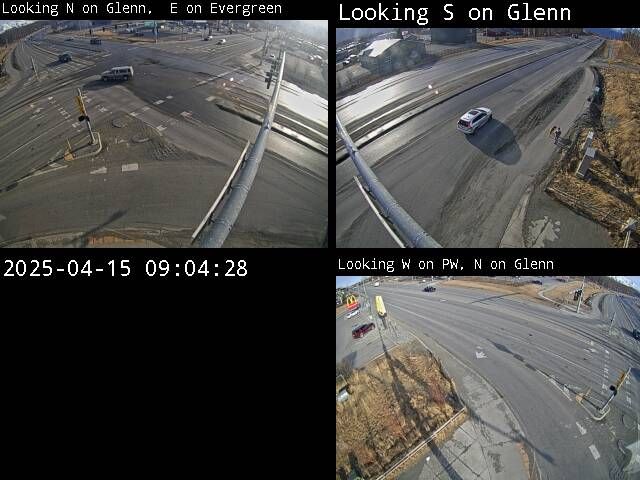 Looking N on Glenn,  E on Evergreen
Looking S on Glenn
2025-04-15 09:04:28
Looking W on PW, N on Glenn